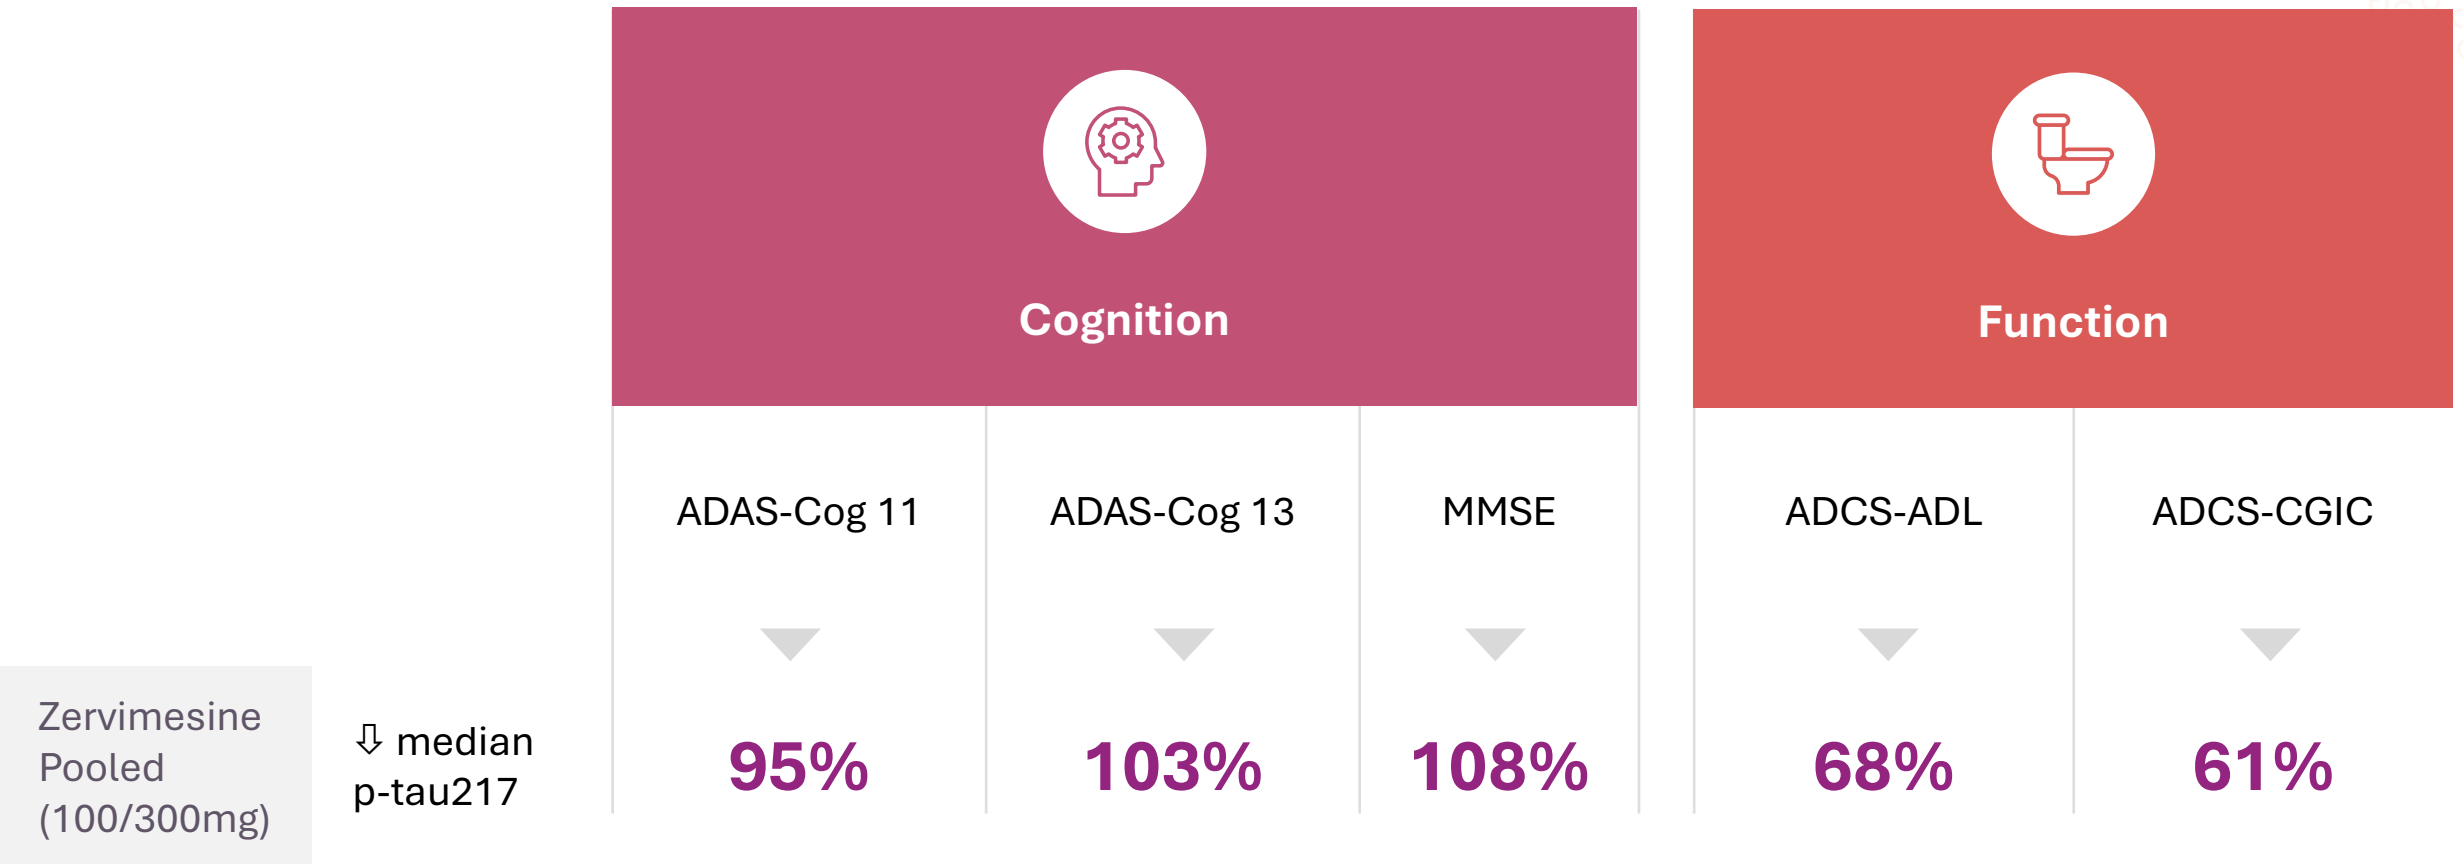 Cognition
Function
ADAS-Cog 11
ADAS-Cog 13
MMSE
ADCS-ADL
ADCS-CGIC
Zervimesine
Pooled
(100/300mg)
⇩ median
p-tau217
95%
103%
108%
68%
61%